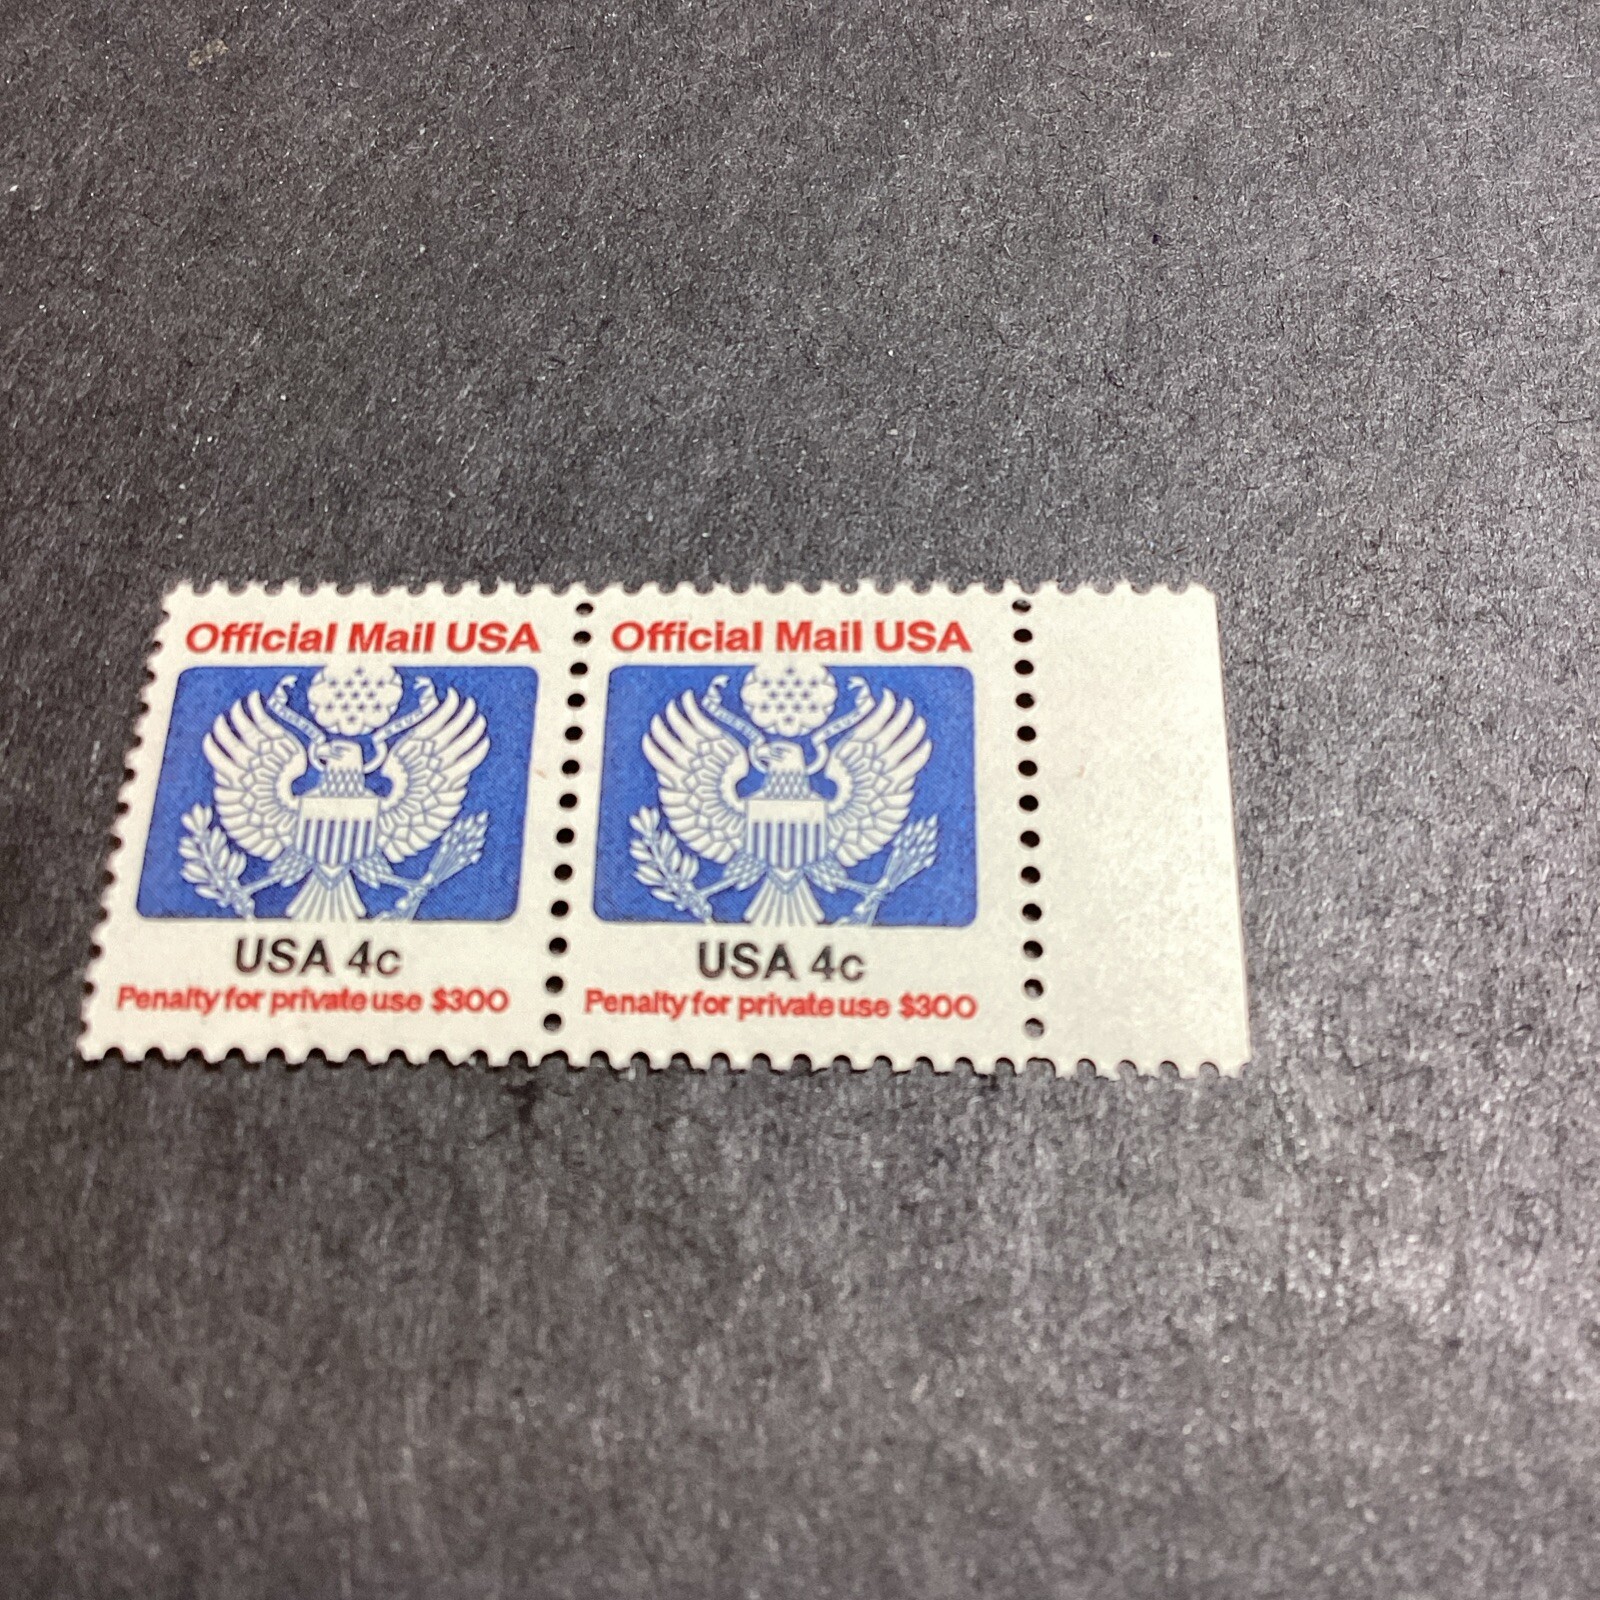 Official Mail USA
USA 4c
Penalty for private use $300
Official Mail USA
USA 4c
Penalty for private use $300